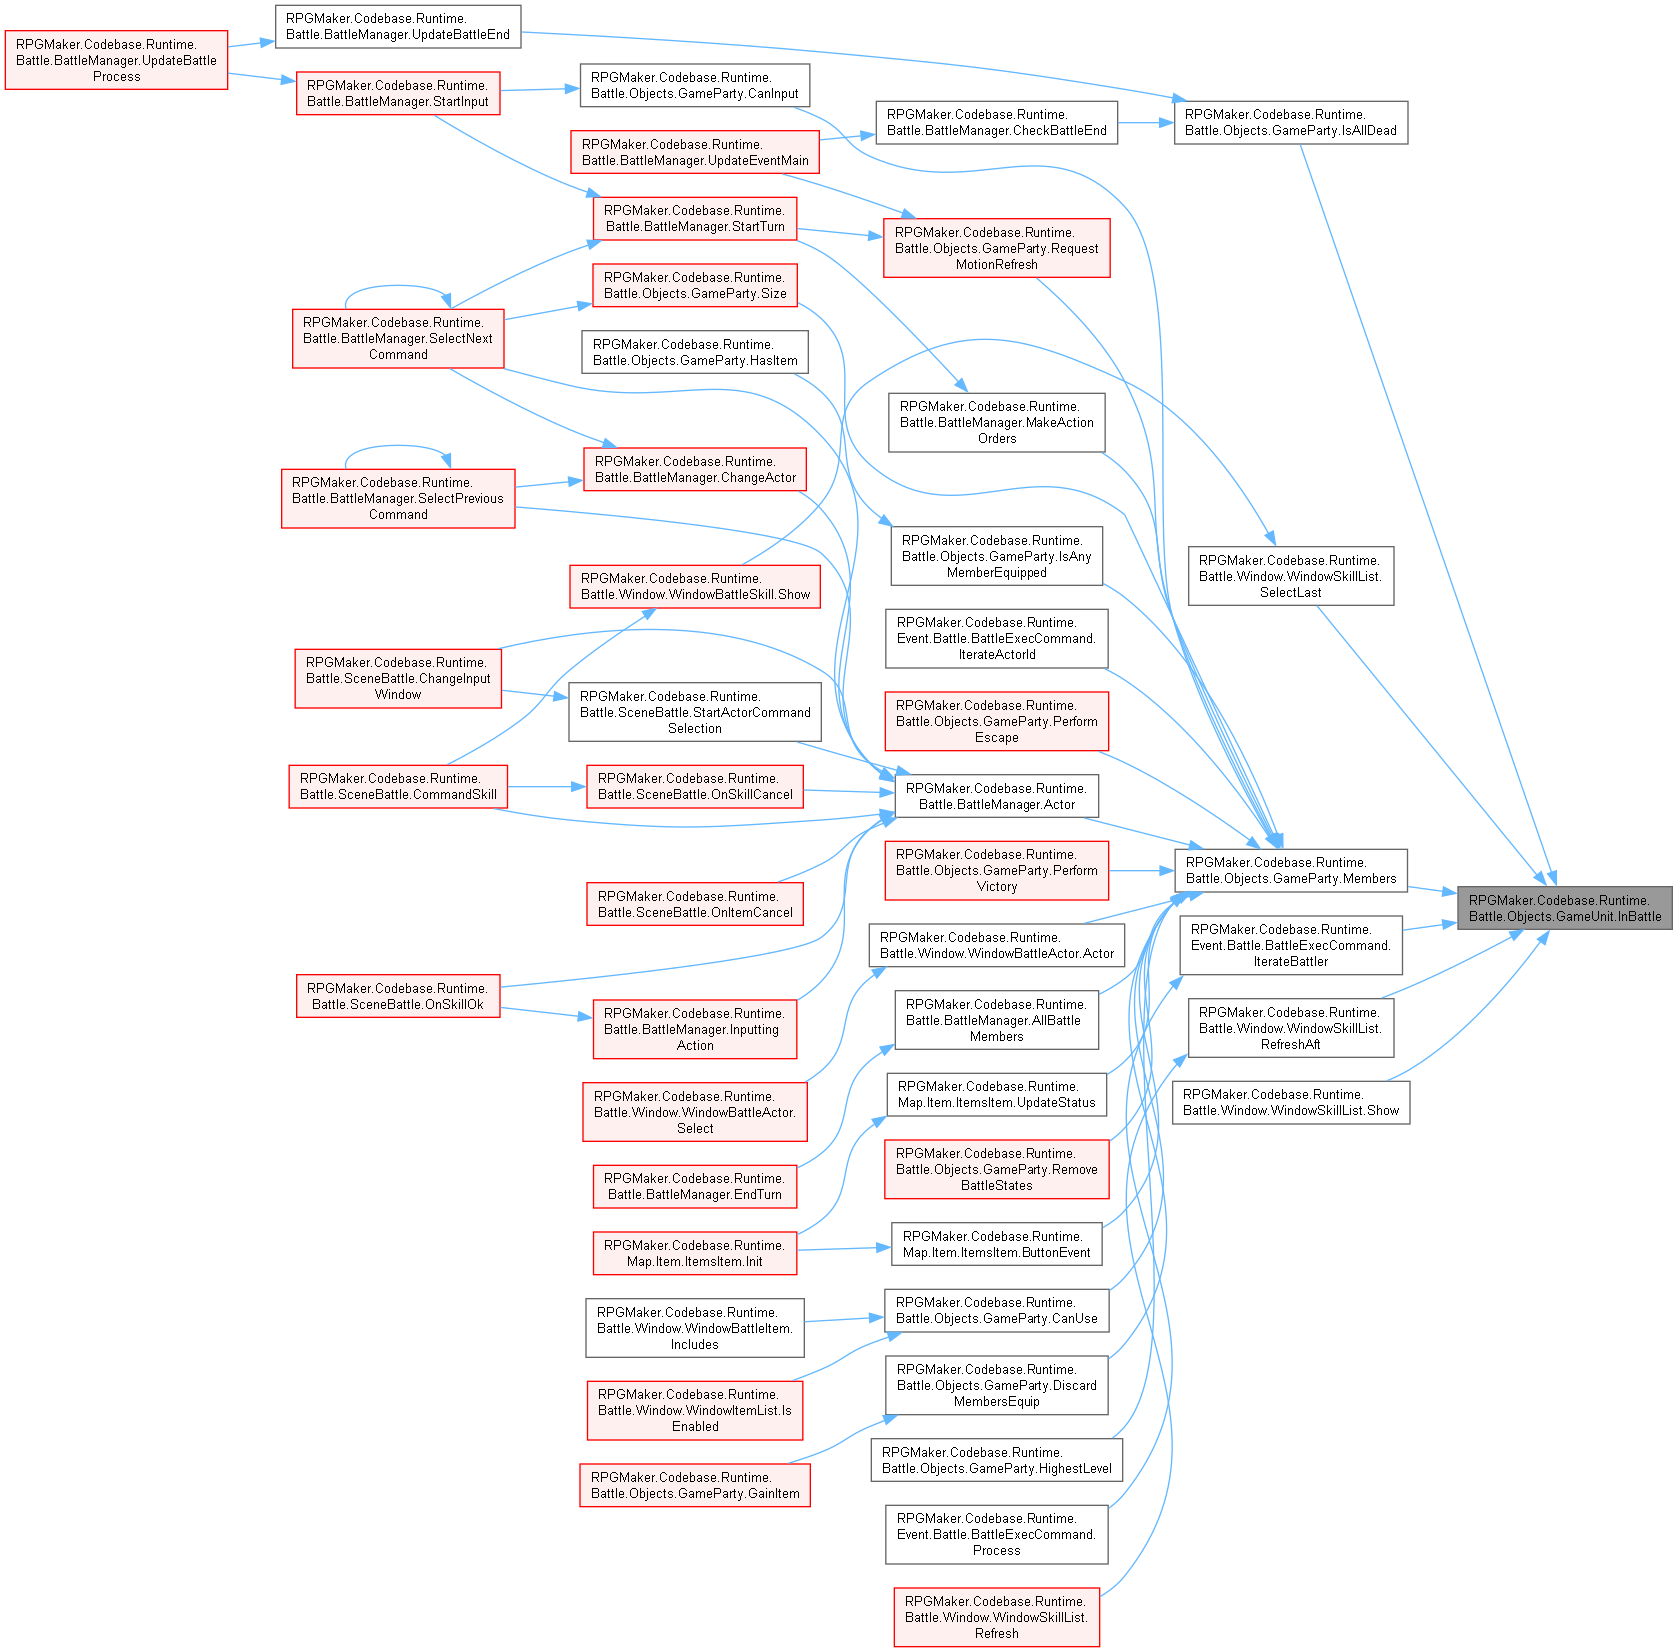 RPGMaker.Codebase.Runtime.
Battle.BattleManager.UpdateBattle
Process
RPGMaker.Codebase.Runtime.
Battle.BattleManager.UpdateBattleEnd
RPGMaker.Codebase.Runtime.
Battle.BattleManager.StartInput
RPGMaker.Codebase.Runtime.
Battle.BattleManager.SelectNext
Command
RPGMaker.Codebase.Runtime.
Battle.BattleManager.SelectPrevious
Command
RPGMaker.Codebase.Runtime.
Battle.SceneBattle.ChangeInput
Window
RPGMaker.Codebase.Runtime.
Battle.SceneBattle.CommandSkill
RPGMaker.Codebase.Runtime.
Battle.SceneBattle.OnSkillOk
RPGMaker.Codebase.Runtime.
Battle.Objects.GameParty.CanInput
RPGMaker.Codebase.Runtime.
Battle.BattleManager.UpdateEventMain
RPGMaker.Codebase.Runtime.
Battle.BattleManager.StartTurn
RPGMaker.Codebase.Runtime.
Battle.Objects.GameParty.Size
RPGMaker.Codebase.Runtime.
Battle.Objects.GameParty.HasItem
RPGMaker.Codebase.Runtime.
Battle.BattleManager.ChangeActor
RPGMaker.Codebase.Runtime.
Battle.Window.WindowBattleSkill.Show
RPGMaker.Codebase.Runtime.
Battle.SceneBattle.StartActorCommand
Selection
RPGMaker.Codebase.Runtime.
Battle.SceneBattle.OnSkillCancel
RPGMaker.Codebase.Runtime.
Battle.SceneBattle.OnItemCancel
RPGMaker.Codebase.Runtime.
Battle.BattleManager.Inputting
Action
RPGMaker.Codebase.Runtime.
Battle.Window.WindowBattleActor.
Select
RPGMaker.Codebase.Runtime.
Battle.BattleManager.EndTurn
RPGMaker.Codebase.Runtime.
Map.Item.ItemsItem.Init
RPGMaker.Codebase.Runtime.
Battle.Window.WindowBattleItem.
Includes
RPGMaker.Codebase.Runtime.
Battle.Window.WindowItemList.Is
Enabled
RPGMaker.Codebase.Runtime.
Battle.Objects.GameParty.GainItem
RPGMaker.Codebase.Runtime.
Battle.BattleManager.CheckBattleEnd
RPGMaker.Codebase.Runtime.
Battle.Objects.GameParty.Request
MotionRefresh
RPGMaker.Codebase.Runtime.
Battle.BattleManager.MakeAction
Orders
RPGMaker.Codebase.Runtime.
Battle.Objects.GameParty.IsAny
MemberEquipped
RPGMaker.Codebase.Runtime.
Event.Battle.BattleExecCommand.
IterateActorId
RPGMaker.Codebase.Runtime.
Battle.Objects.GameParty.Perform
Escape
RPGMaker.Codebase.Runtime.
Battle.BattleManager.Actor
RPGMaker.Codebase.Runtime.
Battle.Objects.GameParty.Perform
Victory
RPGMaker.Codebase.Runtime.
Battle.Window.WindowBattleActor.Actor
RPGMaker.Codebase.Runtime.
Battle.BattleManager.AllBattle
Members
RPGMaker.Codebase.Runtime.
Map.Item.ItemsItem.UpdateStatus
RPGMaker.Codebase.Runtime.
Battle.Objects.GameParty.Remove
BattleStates
RPGMaker.Codebase.Runtime.
Map.Item.ItemsItem.ButtonEvent
RPGMaker.Codebase.Runtime.
Battle.Objects.GameParty.CanUse
RPGMaker.Codebase.Runtime.
Battle.Objects.GameParty.Discard
MembersEquip
RPGMaker.Codebase.Runtime.
Battle.Objects.GameParty.HighestLevel
RPGMaker.Codebase.Runtime.
Event.Battle.BattleExecCommand.
Process
RPGMaker.Codebase.Runtime.
Battle.Window.WindowSkillList.
Refresh
RPGMaker.Codebase.Runtime.
Battle.Objects.GameParty.IsAllDead
RPGMaker.Codebase.Runtime.
Battle.Window.WindowSkillList.
SelectLast
RPGMaker.Codebase.Runtime.
Battle.Objects.GameParty.Members
RPGMaker.Codebase.Runtime.
Event.Battle.BattleExecCommand.
IterateBattler
RPGMaker.Codebase.Runtime.
Battle.Window.WindowSkillList.
RefreshAft
RPGMaker.Codebase.Runtime.
Battle.Window.WindowSkillList.Show
RPGMaker.Codebase.Runtime.
Battle.Objects.GameUnit.InBattle